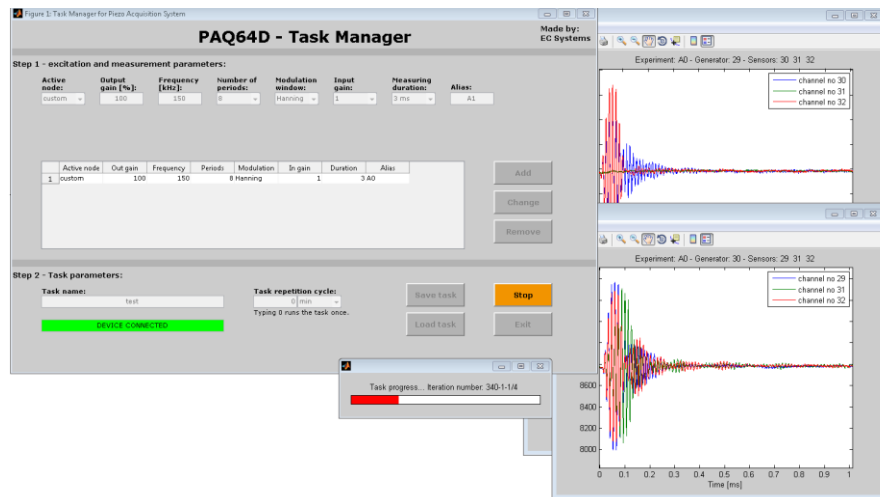 Figure 1: Task Manager for Piezo Acquisition System
PAQ64D - Task Manager
Made by:
EC Systems
Step 1 - excitation and measurement parameters:
Active node:
Output gain [%]:
Frequency [kHz]:
Number of periods:
Modulation window:
Input gain:
Measuring duration:
Alias:
custom
100
150
8
Hanning
1
3 ms
A1
Active node Out gain Frequency Periods Modulation In gain Duration Alias
1 custom 100 150 8 Hanning 1 3 A0
Add
Change
Remove
Step 2 - Task parameters:
Task name:
test
DEVICE CONNECTED
Task repetition cycle:
0 min
Typing 0 runs the task once.
Save task
Stop
Load task
Exit
Task progress... Iteration number: 340-1-1/4
Experiment: A0 - Generator: 29 - Sensors: 30 31 32
channel no 30
channel no 31
channel no 32
Experiment: A0 - Generator: 30 - Sensors: 29 31 32
channel no 29
channel no 31
channel no 32
8600
8400
8200
8000
0 0.1 0.2 0.3 0.4 0.5 0.6 0.7 0.8 0.9 1
Time [ms]